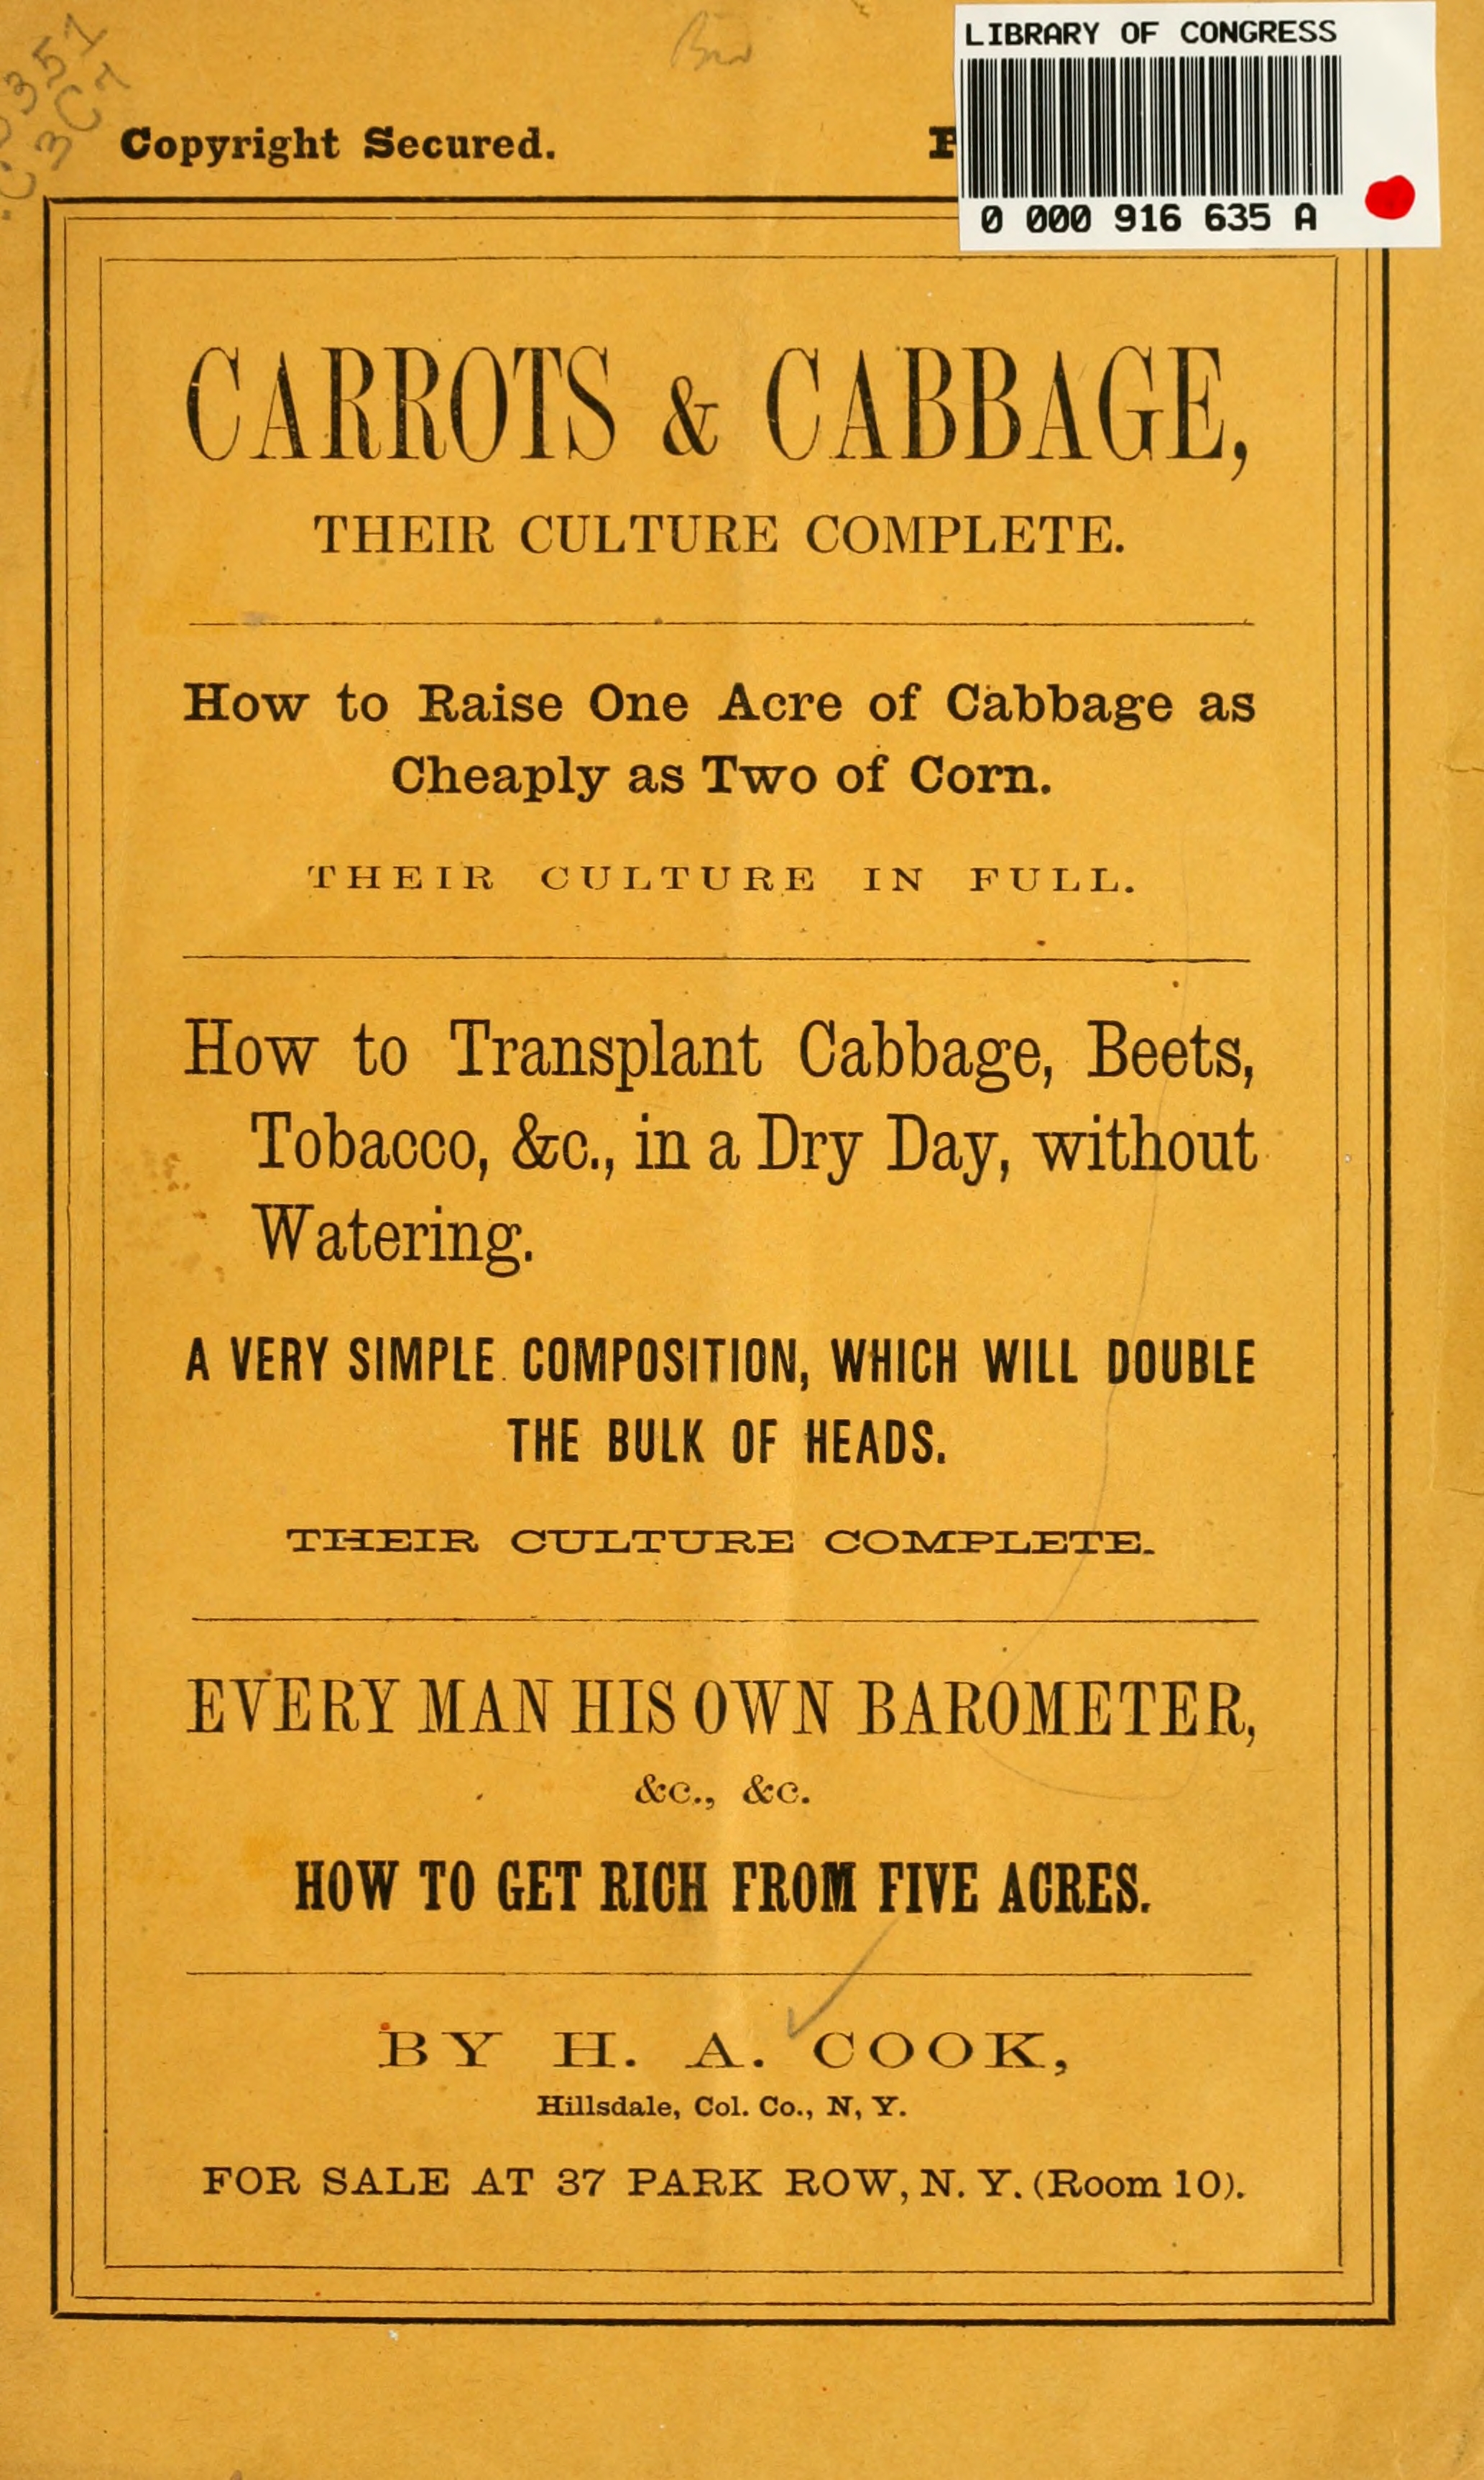 LIBRARY OF CONGRESS
0 000 916 635 A
Copyright Secured.
CARROTS & CABBAGE,
THEIR CULTURE COMPLETE.
How to Raise One Acre of Cabbage as
Cheaply as Two of Corn.
THEIR CULTURE IN FULL.
How to Transplant Cabbage, Beets,
Tobacco, &c., in a Dry Day, without
Watering.
A VERY SIMPLE COMPOSITION, WHICH WILL DOUBLE
THE BULK OF HEADS.
THEIR CULTURE COMPLETE.
EVERY MAN HIS OWN BAROMETER,
&c., &c.
HOW TO GET RICH FROM FIVE ACRES.
BY H. A. COOK,
Hillsdale, Col. Co., N, Y.
FOR SALE AT 37 PARK ROW, N. Y. (Room 10).